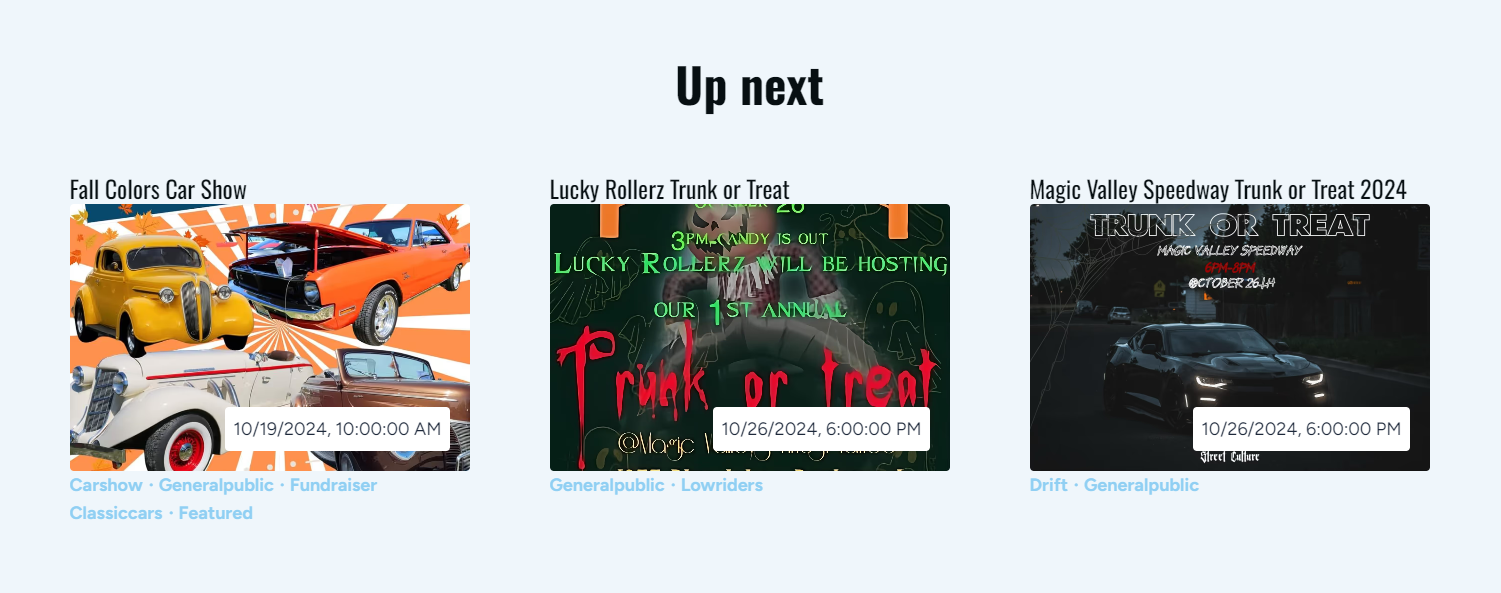 Up next
Fall Colors Car Show
10/19/2024, 10:00:00 AM
Carshow · Generalpublic · Fundraiser
Classiccars · Featured
Lucky Rollerz Trunk or Treat
26
3PM-CANDY IS OUT
LUCKY ROLLERZ WILL BE HOSTING
OUR 1ST ANNUAL
Trunk or treat
10/26/2024, 6:00:00 PM
Generalpublic · Lowriders
Magic Valley Speedway Trunk or Treat 2024
TRUNK OR TREAT
MAGIC VALLEY SPEEDWAY
6PM-8PM
OCTOBER 26TH
10/26/2024, 6:00:00 PM
Street Culture
Drift · Generalpublic